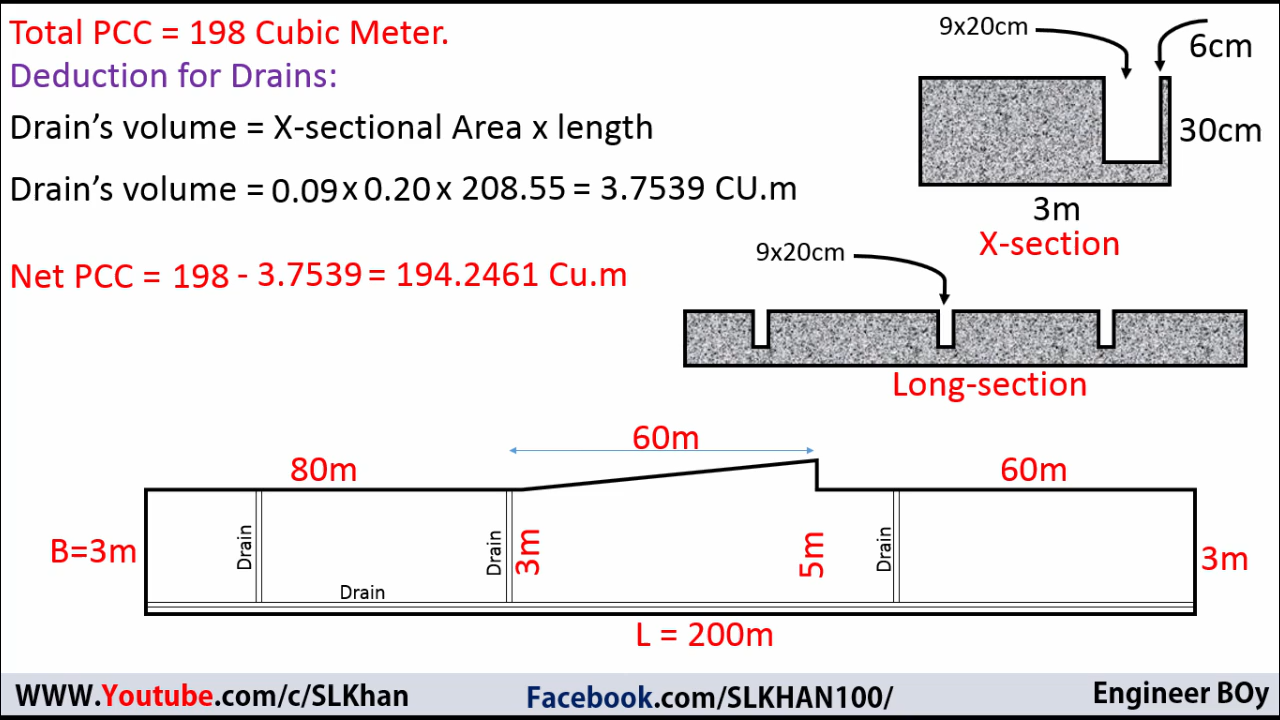 Total PCC = 198 Cubic Meter.
Deduction for Drains:
Drain's volume = X-sectional Area x length
Drain's volume = 0.09 x 0.20 x 208.55 = 3.7539 CU.m
Net PCC = 198 - 3.7539 = 194.2461 Cu.m
9x20cm
6cm
30cm
3m
X-section
9x20cm
Long-section
60m
80m
60m
B=3m
Drain
Drain
3m
5m
Drain
3m
Drain
L = 200m
WWW.Youtube.com/c/SLKhan
Facebook.com/SLKHAN100/
Engineer BOy